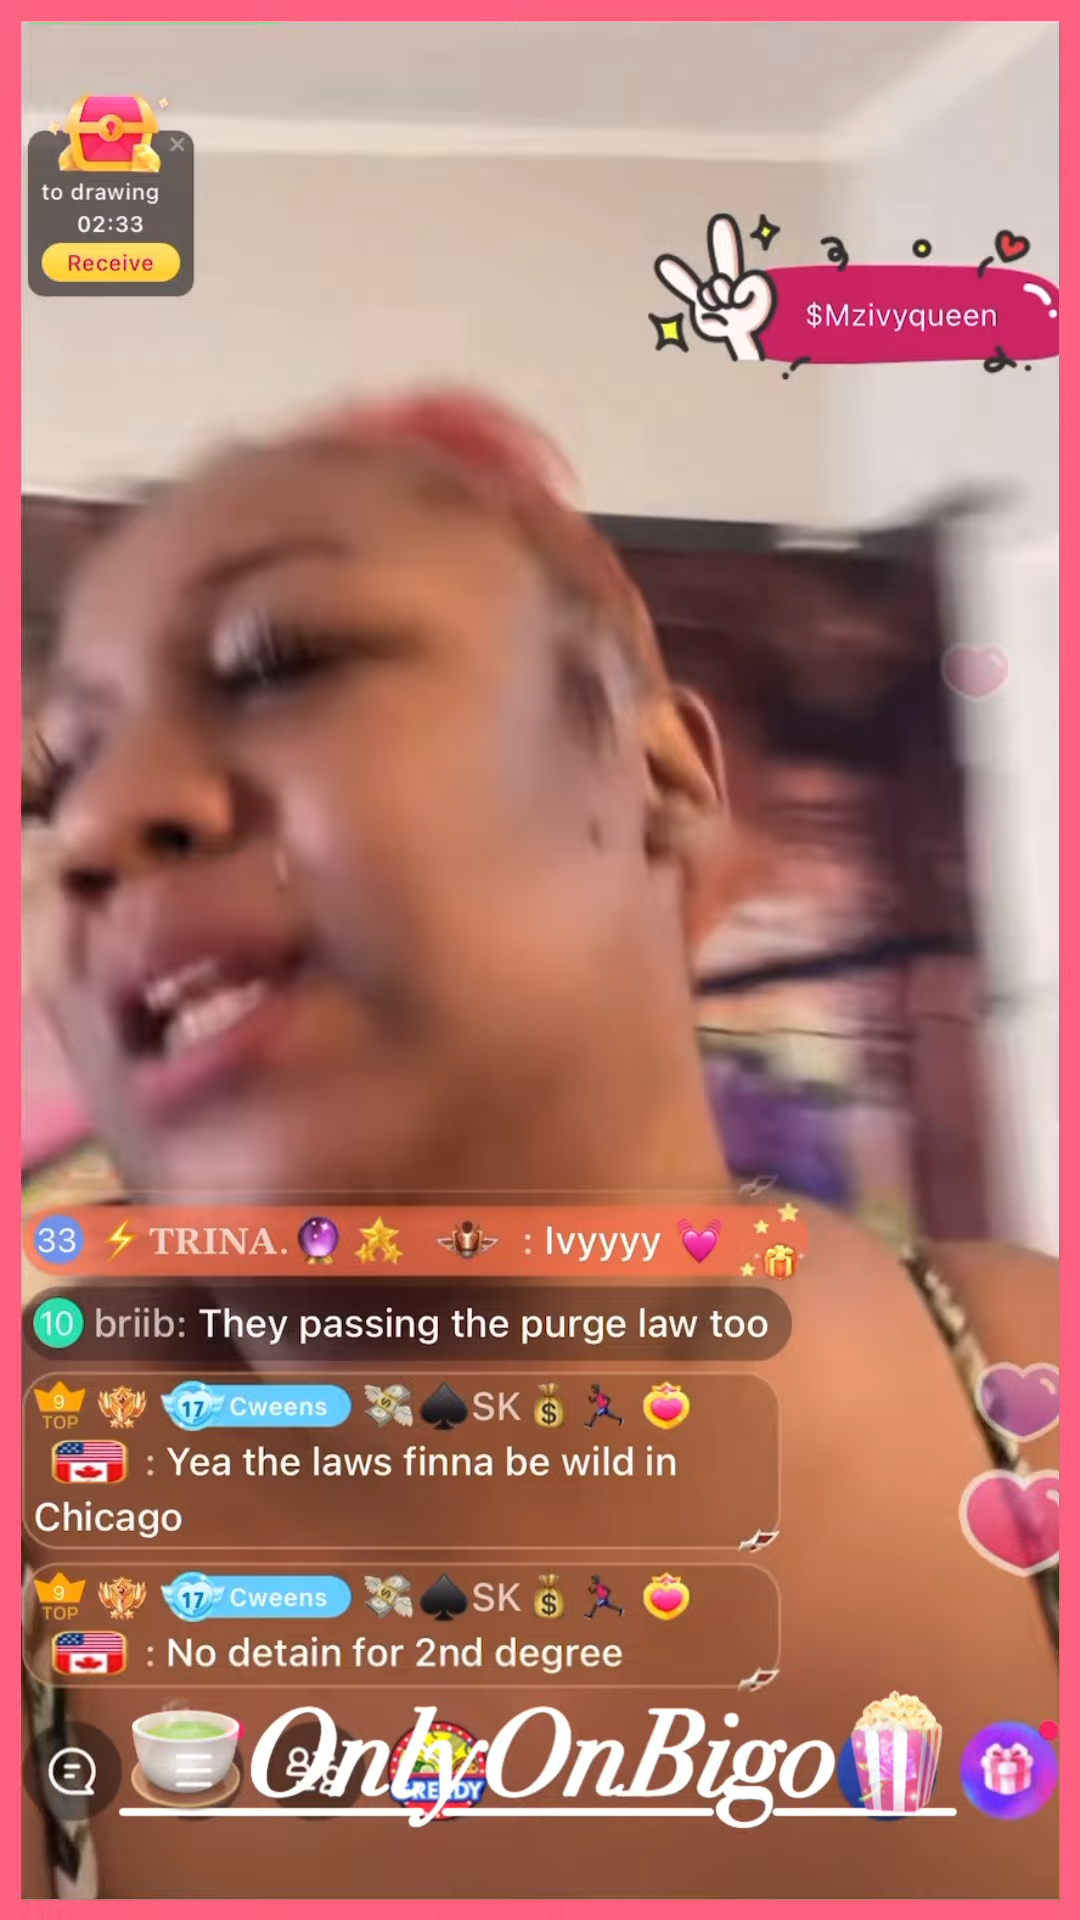 to drawing
02:33
Receive
$Mzivyqueen
33 ⚡ TRINA. 🔮 🌟 : Ivyyyy 💓
10 briib: They passing the purge law too
9 TOP 17 Cweens 💸 ♠️ SK 💰 🏃🏿 😍
: Yea the laws finna be wild in
Chicago
9 TOP 17 Cweens 💸 ♠️ SK 💰 🏃🏿 😍
: No detain for 2nd degree
OnlyOnBigo